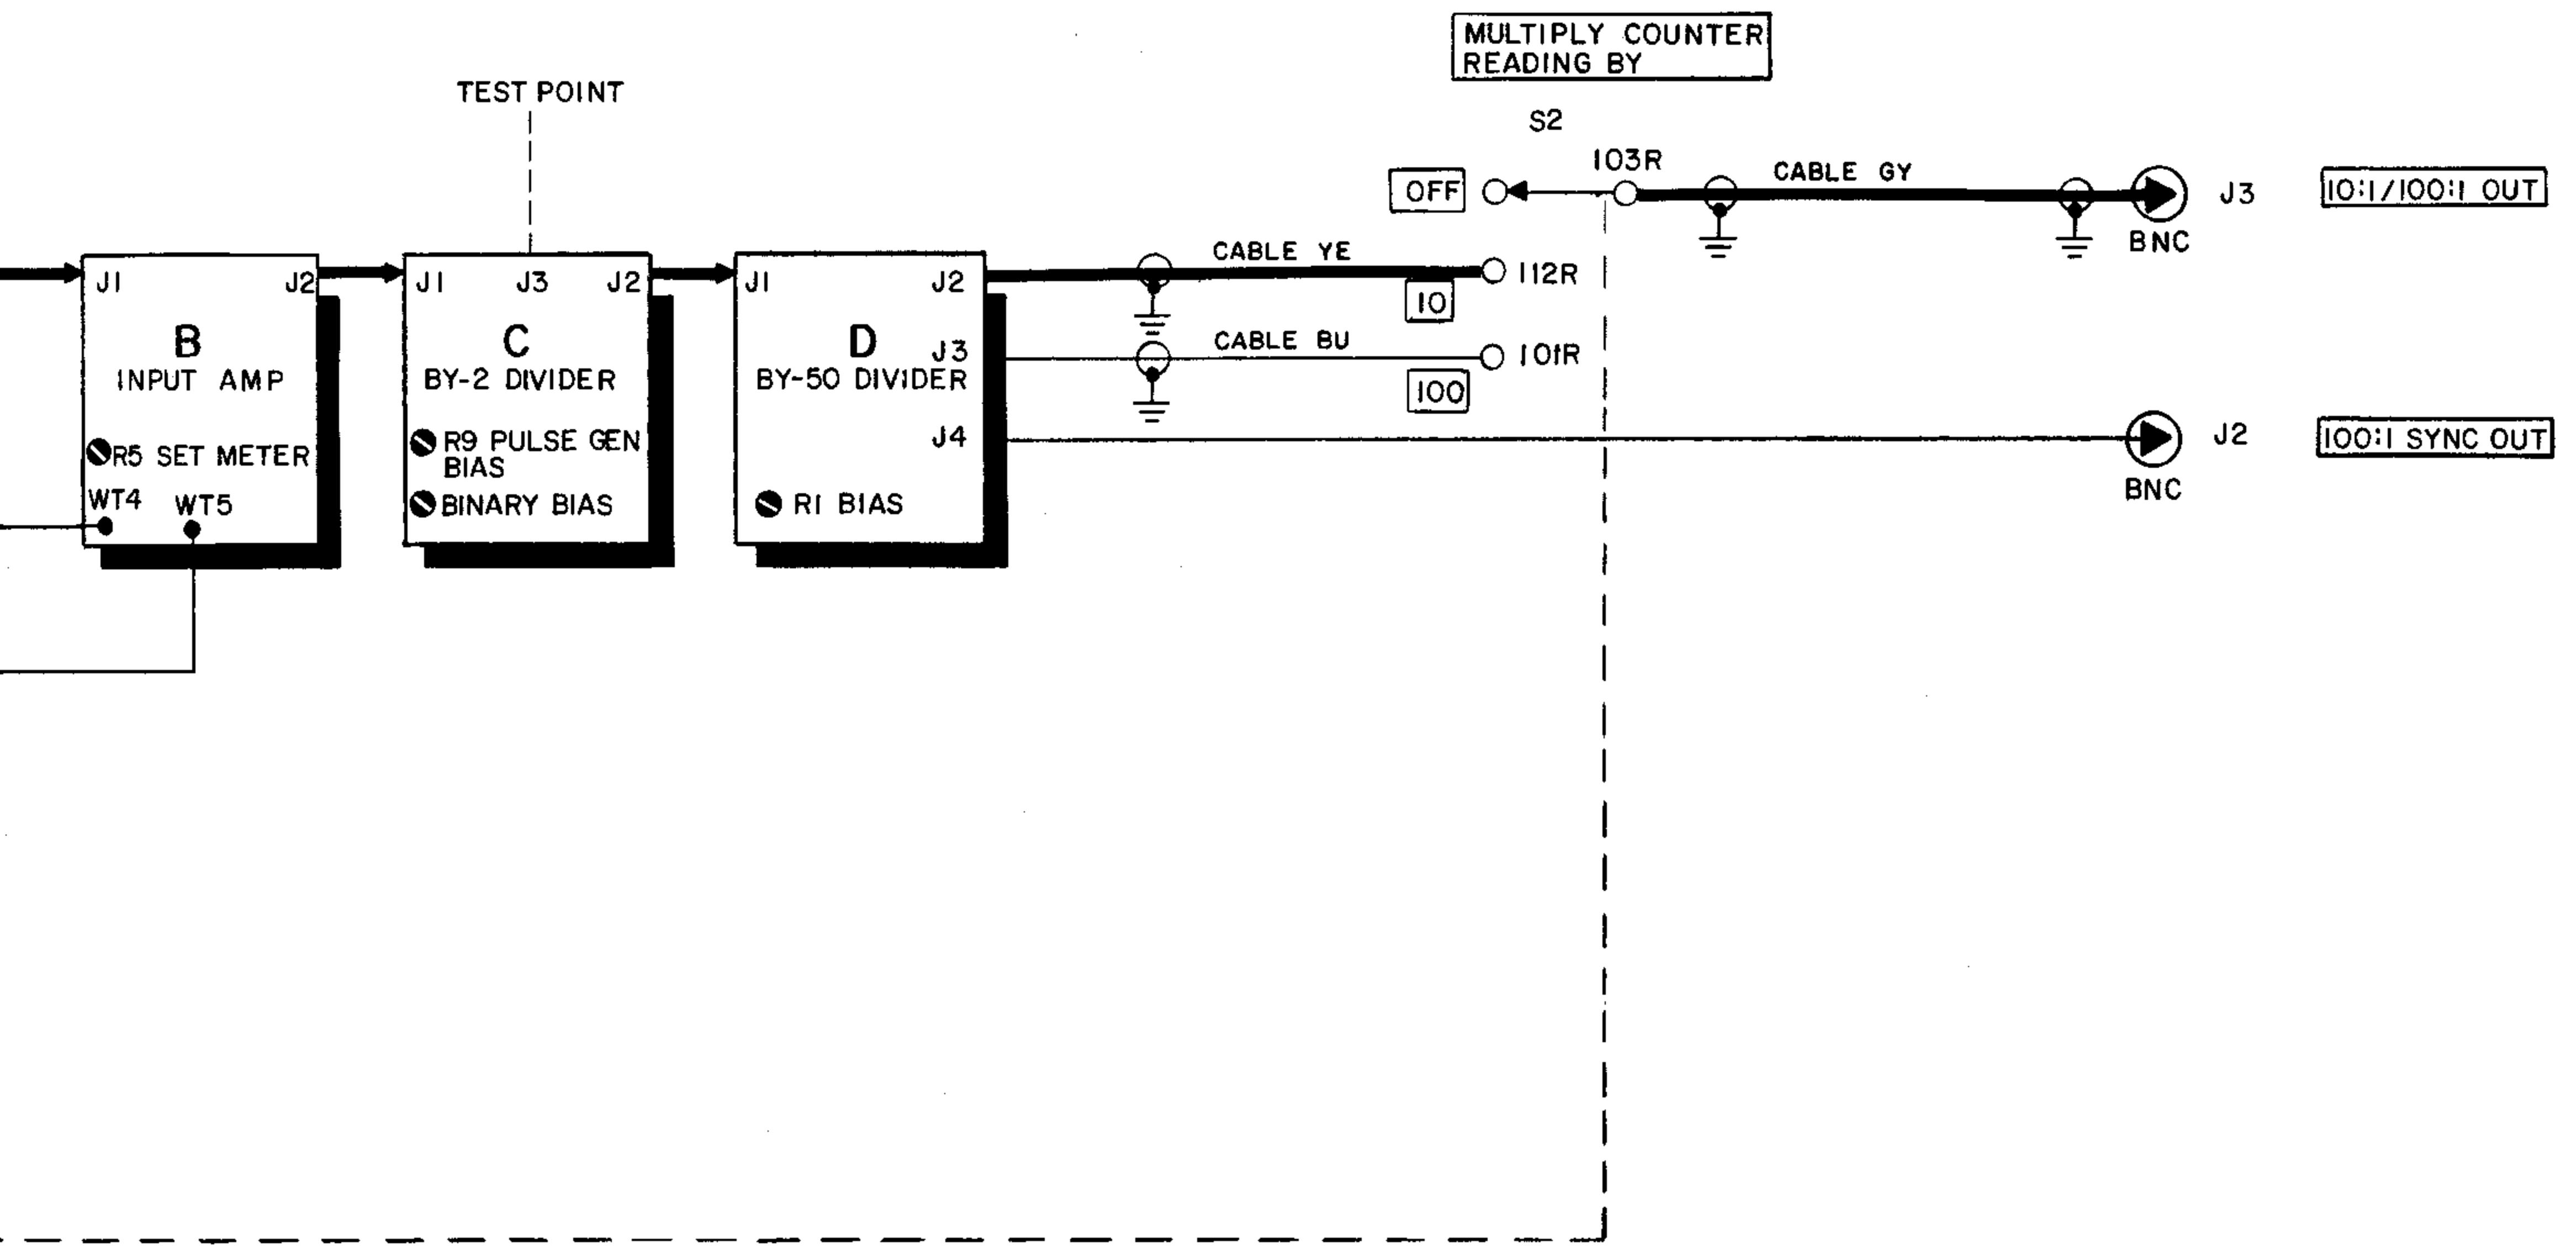 MULTIPLY COUNTER
READING BY
TEST POINT
S2
103R
CABLE GY
OFF
J3
10:1/100:1 OUT
BNC
CABLE YE
112R
10
CABLE BU
101R
100
J1 J2
B
INPUT AMP
R5 SET METER
WT4 WT5
J1 J3 J2
C
BY-2 DIVIDER
R9 PULSE GEN
BIAS
BINARY BIAS
J1 J2
D
J3
BY-50 DIVIDER
J4
R1 BIAS
J2
100:1 SYNC OUT
BNC